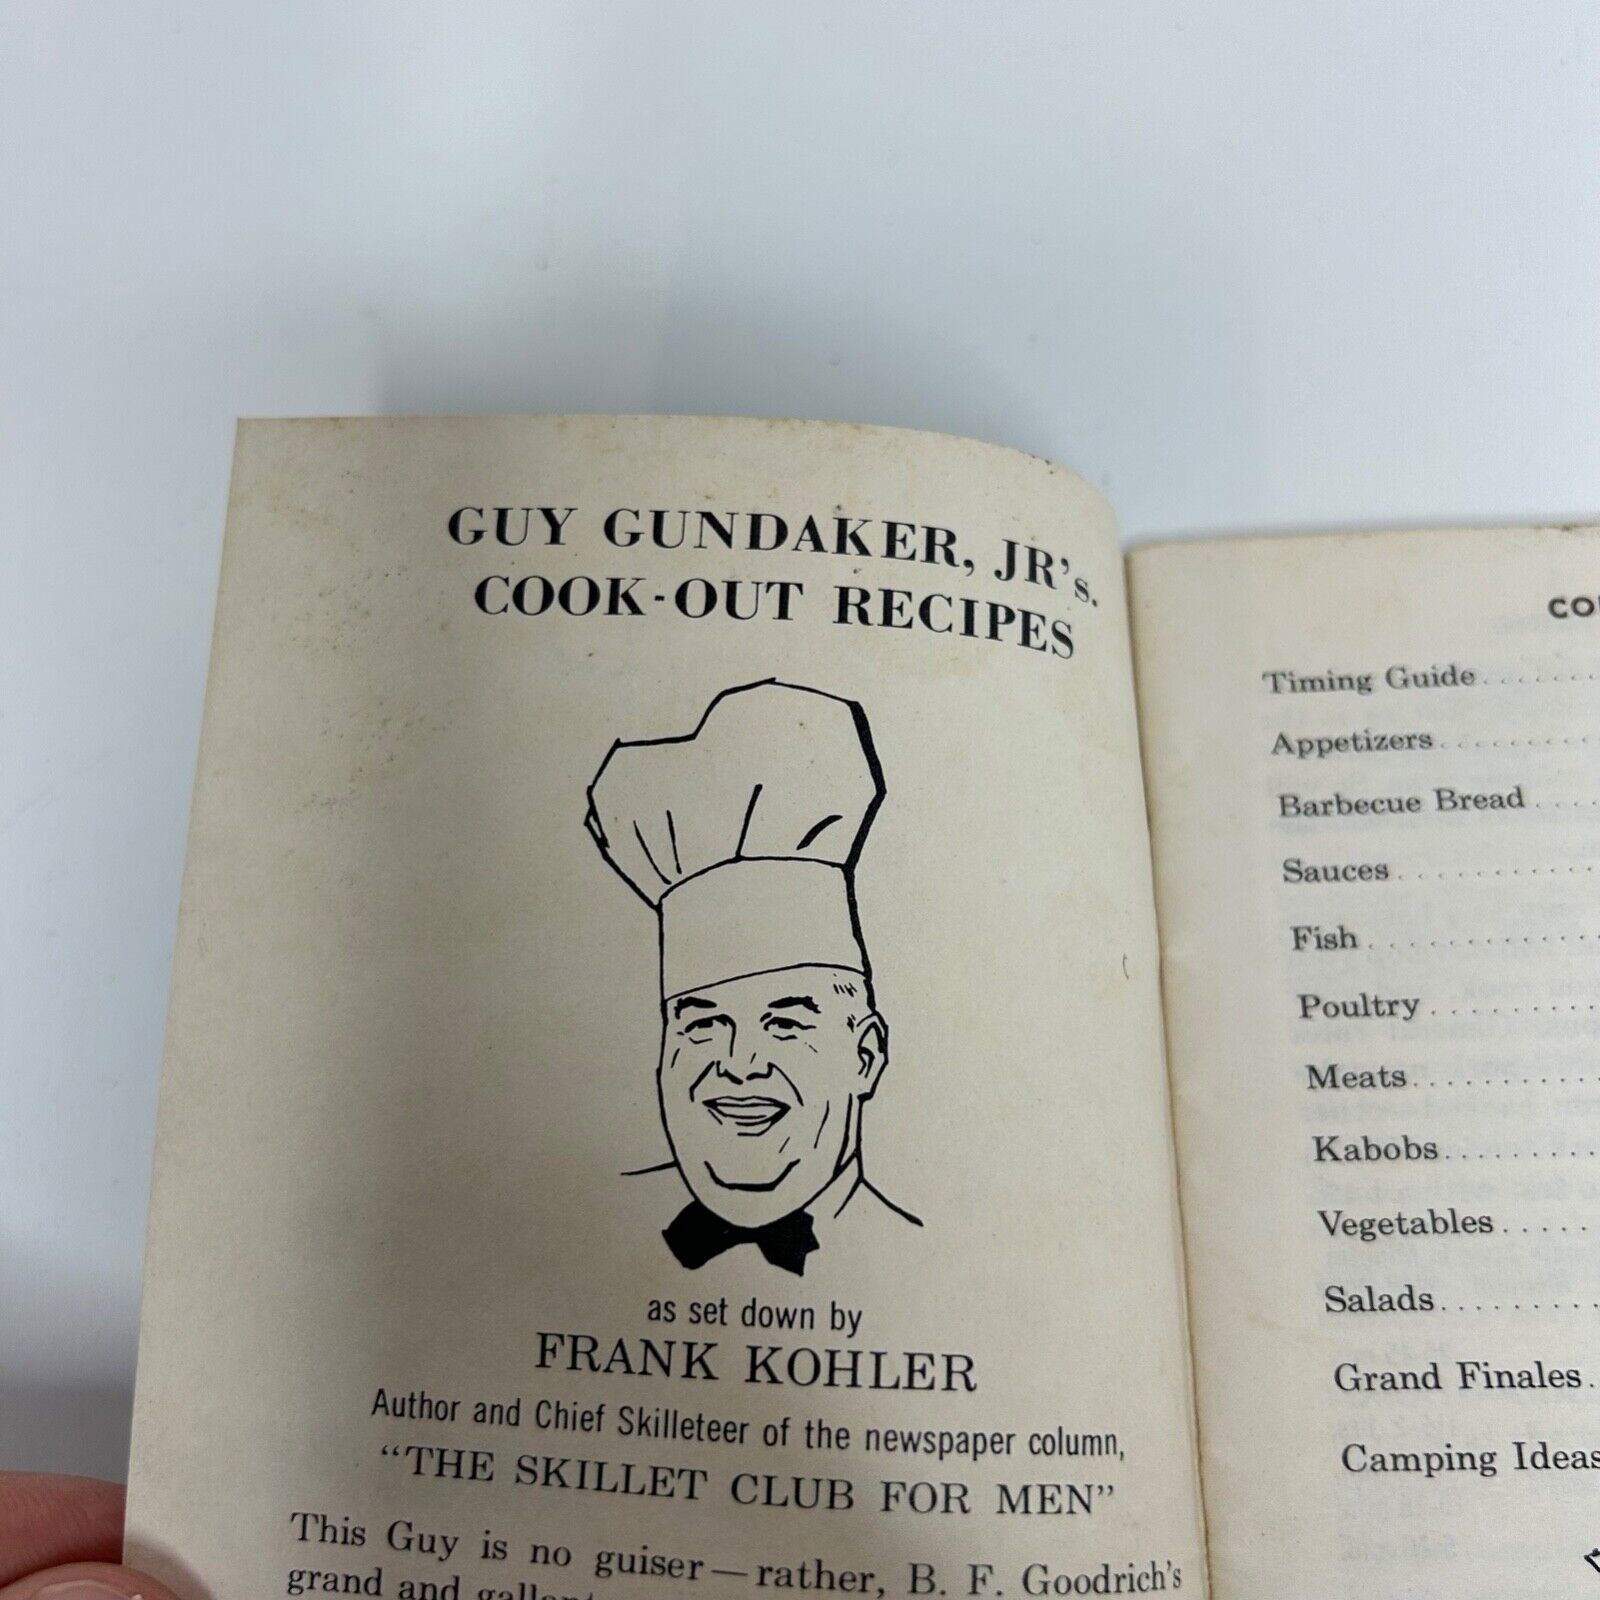 GUY GUNDAKER, JR's.
COOK-OUT RECIPES
as set down by
FRANK KOHLER
Author and Chief Skilleteer of the newspaper column,
"THE SKILLET CLUB FOR MEN"
This Guy is no guiser—rather, B. F. Goodrich's
grand and
Timing Guide
Appetizers
Barbecue Bread
Sauces
Fish
Poultry
Meats
Kabobs
Vegetables
Salads
Grand Finales
Camping Ideas